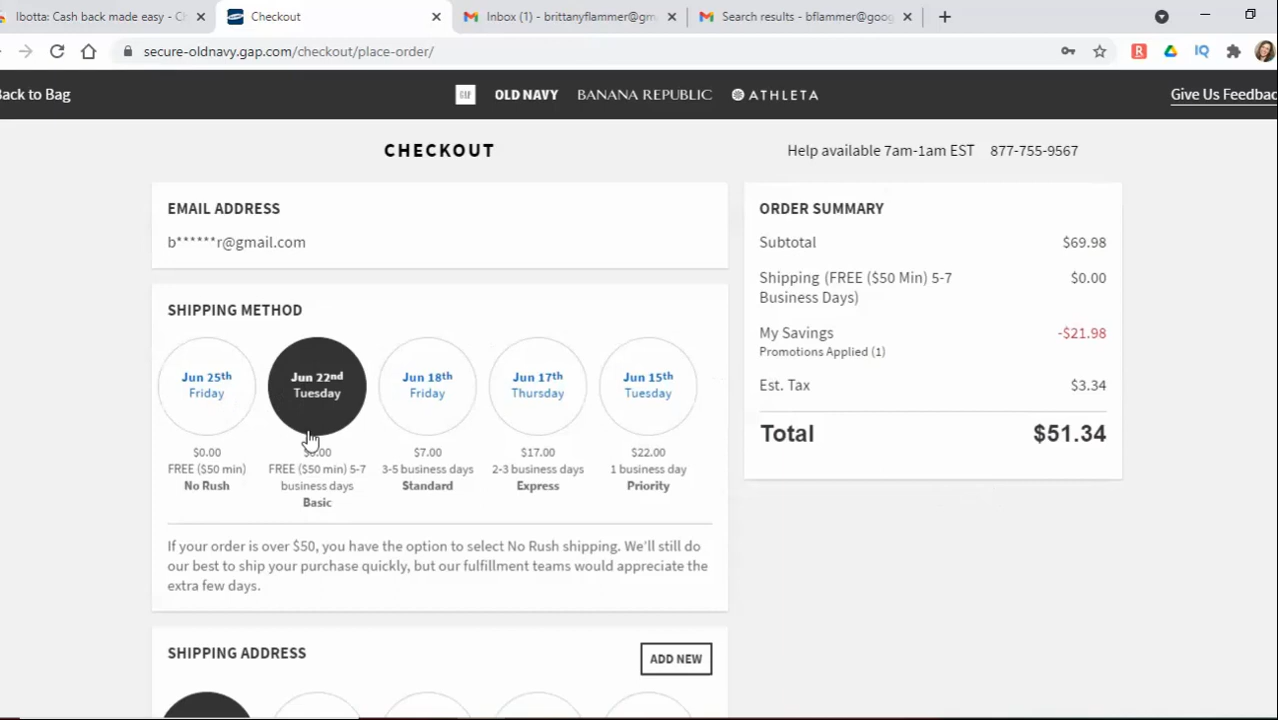 Ibotta: Cash back made easy - Ch
Checkout
Inbox (1) - brittanyflammer@gm
Search results - bflammer@goog
secure-oldnavy.gap.com/checkout/place-order/
R
IQ
Back to Bag
GAP
OLD NAVY
BANANA REPUBLIC
ATHLETA
Give Us Feedbac
CHECKOUT
Help available 7am-1am EST 877-755-9567
EMAIL ADDRESS
b******r@gmail.com
SHIPPING METHOD
Jun 25th
Friday
$0.00
FREE ($50 min)
No Rush
Jun 22nd
Tuesday
$0.00
FREE ($50 min) 5-7
business days
Basic
Jun 18th
Friday
$7.00
3-5 business days
Standard
Jun 17th
Thursday
$17.00
2-3 business days
Express
Jun 15th
Tuesday
$22.00
1 business day
Priority
If your order is over $50, you have the option to select No Rush shipping. We'll still do
our best to ship your purchase quickly, but our fulfillment teams would appreciate the
extra few days.
SHIPPING ADDRESS
ADD NEW
ORDER SUMMARY
Subtotal $69.98
Shipping (FREE ($50 Min) 5-7 $0.00
Business Days)
My Savings -$21.98
Promotions Applied (1)
Est. Tax $3.34
Total $51.34